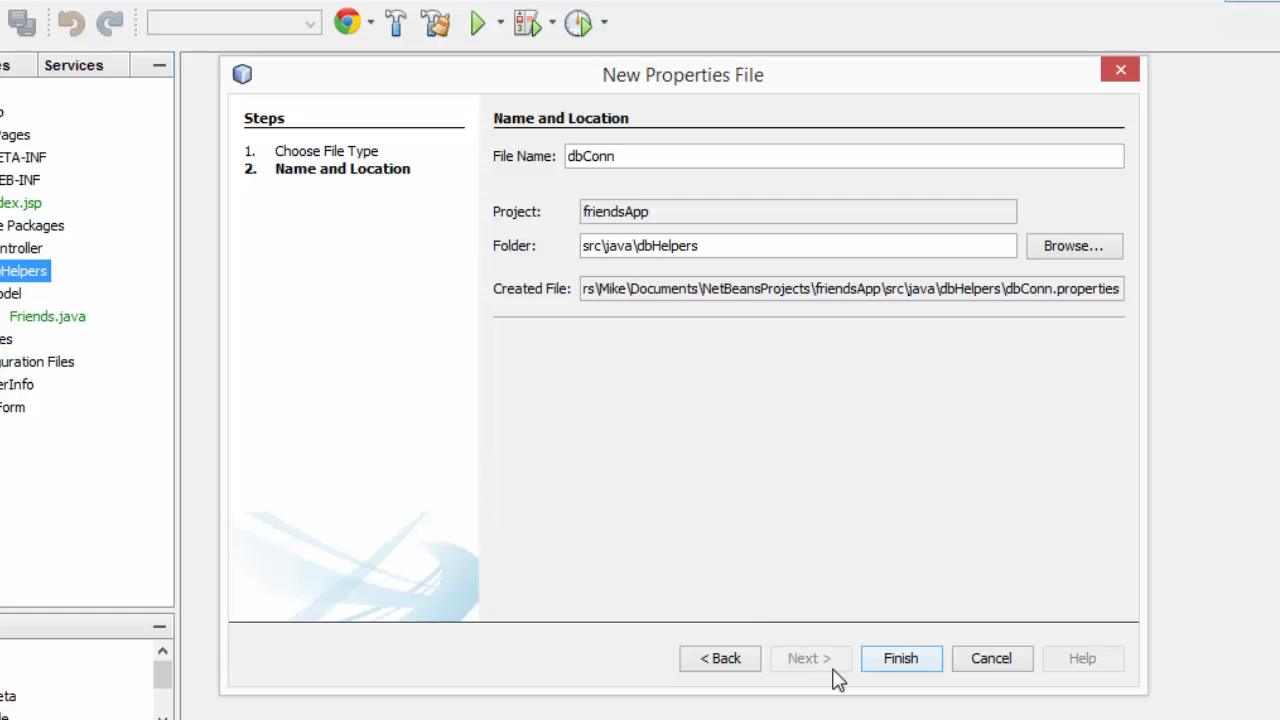 Services
New Properties File
Steps
1. Choose File Type
2. Name and Location
Name and Location
File Name: dbConn
Project: friendsApp
Folder: src\java\dbHelpers Browse...
Created File: rs\Mike\Documents\NetBeansProjects\friendsApp\src\java\dbHelpers\dbConn.properties
ages
ETA-INF
EB-INF
dex.jsp
e Packages
ntroller
Helpers
odel
Friends.java
es
uration Files
erInfo
Form
eta
< Back Next > Finish Cancel Help